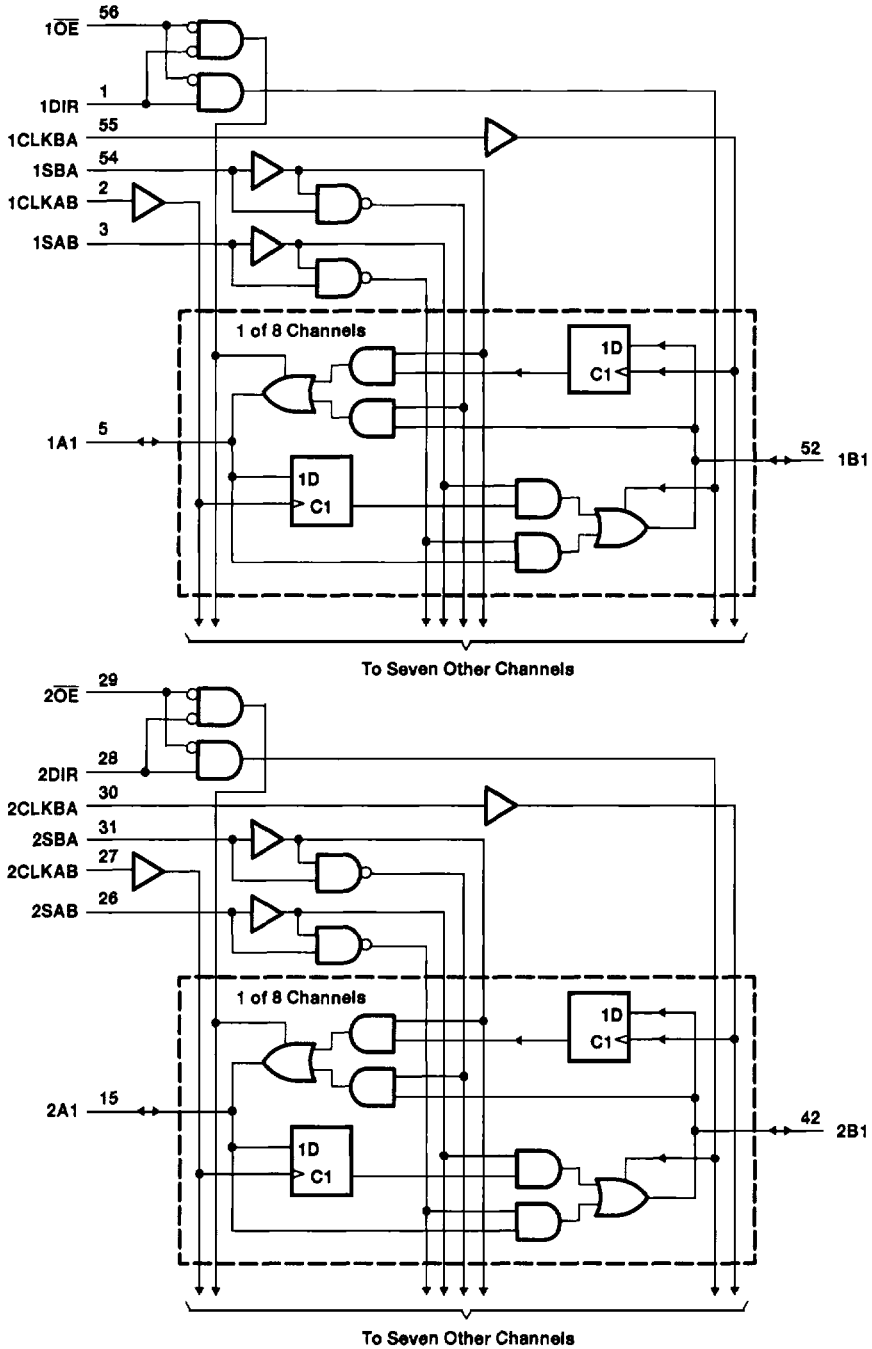 56
1O̅E̅
1
1DIR
55
1CLKBA
54
1SBA
2
1CLKAB
3
1SAB
1 of 8 Channels
1D
C1
5
1A1
52
1B1
1D
C1
To Seven Other Channels
29
2O̅E̅
28
2DIR
30
2CLKBA
31
2SBA
27
2CLKAB
26
2SAB
1 of 8 Channels
1D
C1
15
2A1
42
2B1
1D
C1
To Seven Other Channels